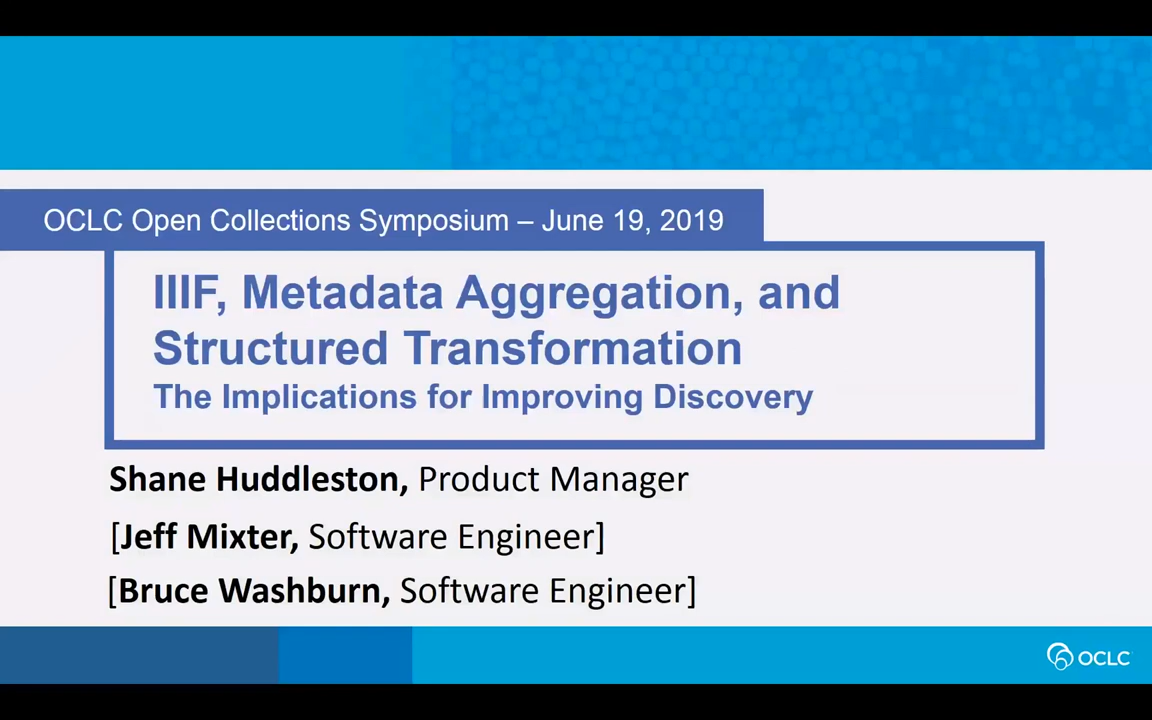 OCLC Open Collections Symposium – June 19, 2019
IIIF, Metadata Aggregation, and
Structured Transformation
The Implications for Improving Discovery
Shane Huddleston, Product Manager
[Jeff Mixter, Software Engineer]
[Bruce Washburn, Software Engineer]
OCLC